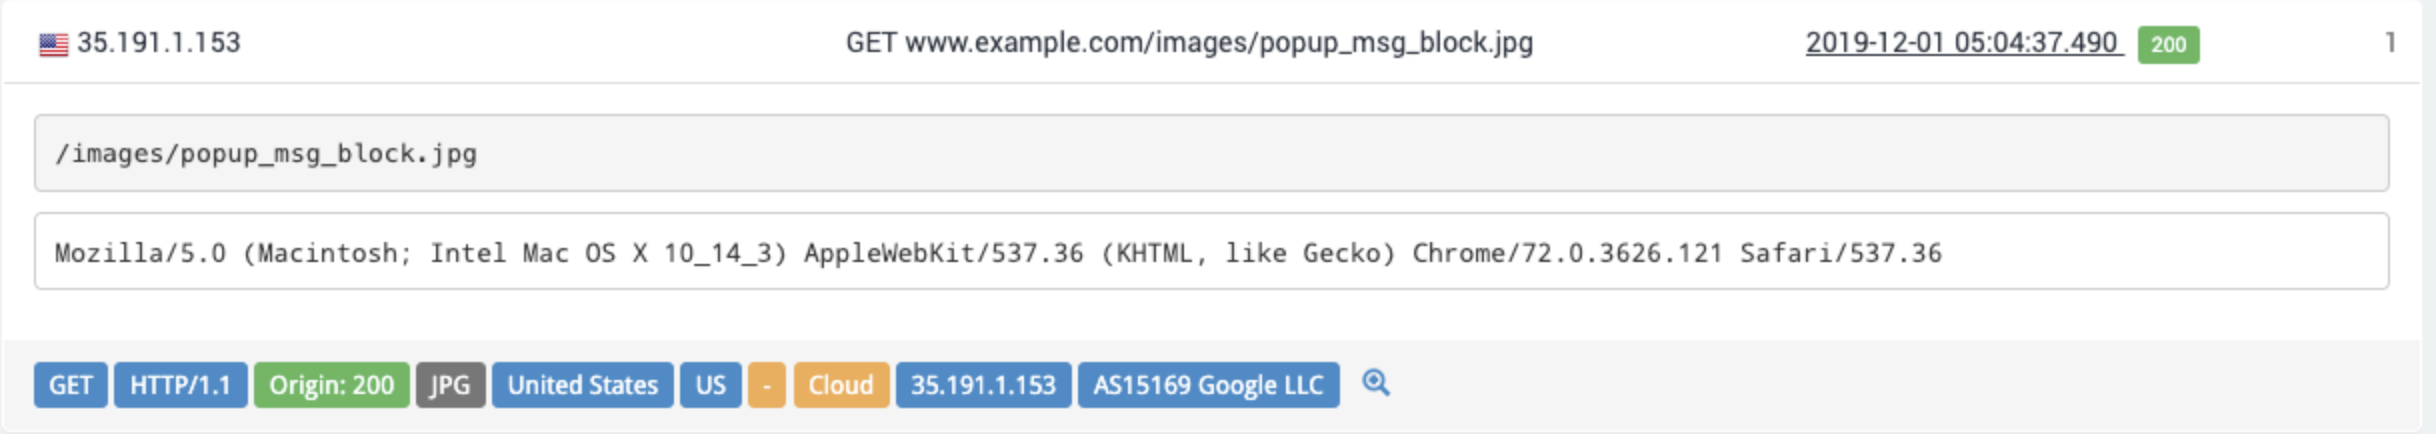 35.191.1.153 GET www.example.com/images/popup_msg_block.jpg 2019-12-01 05:04:37.490 200 1
/images/popup_msg_block.jpg
Mozilla/5.0 (Macintosh; Intel Mac OS X 10_14_3) AppleWebKit/537.36 (KHTML, like Gecko) Chrome/72.0.3626.121 Safari/537.36
GET HTTP/1.1 Origin: 200 JPG United States US - Cloud 35.191.1.153 AS15169 Google LLC